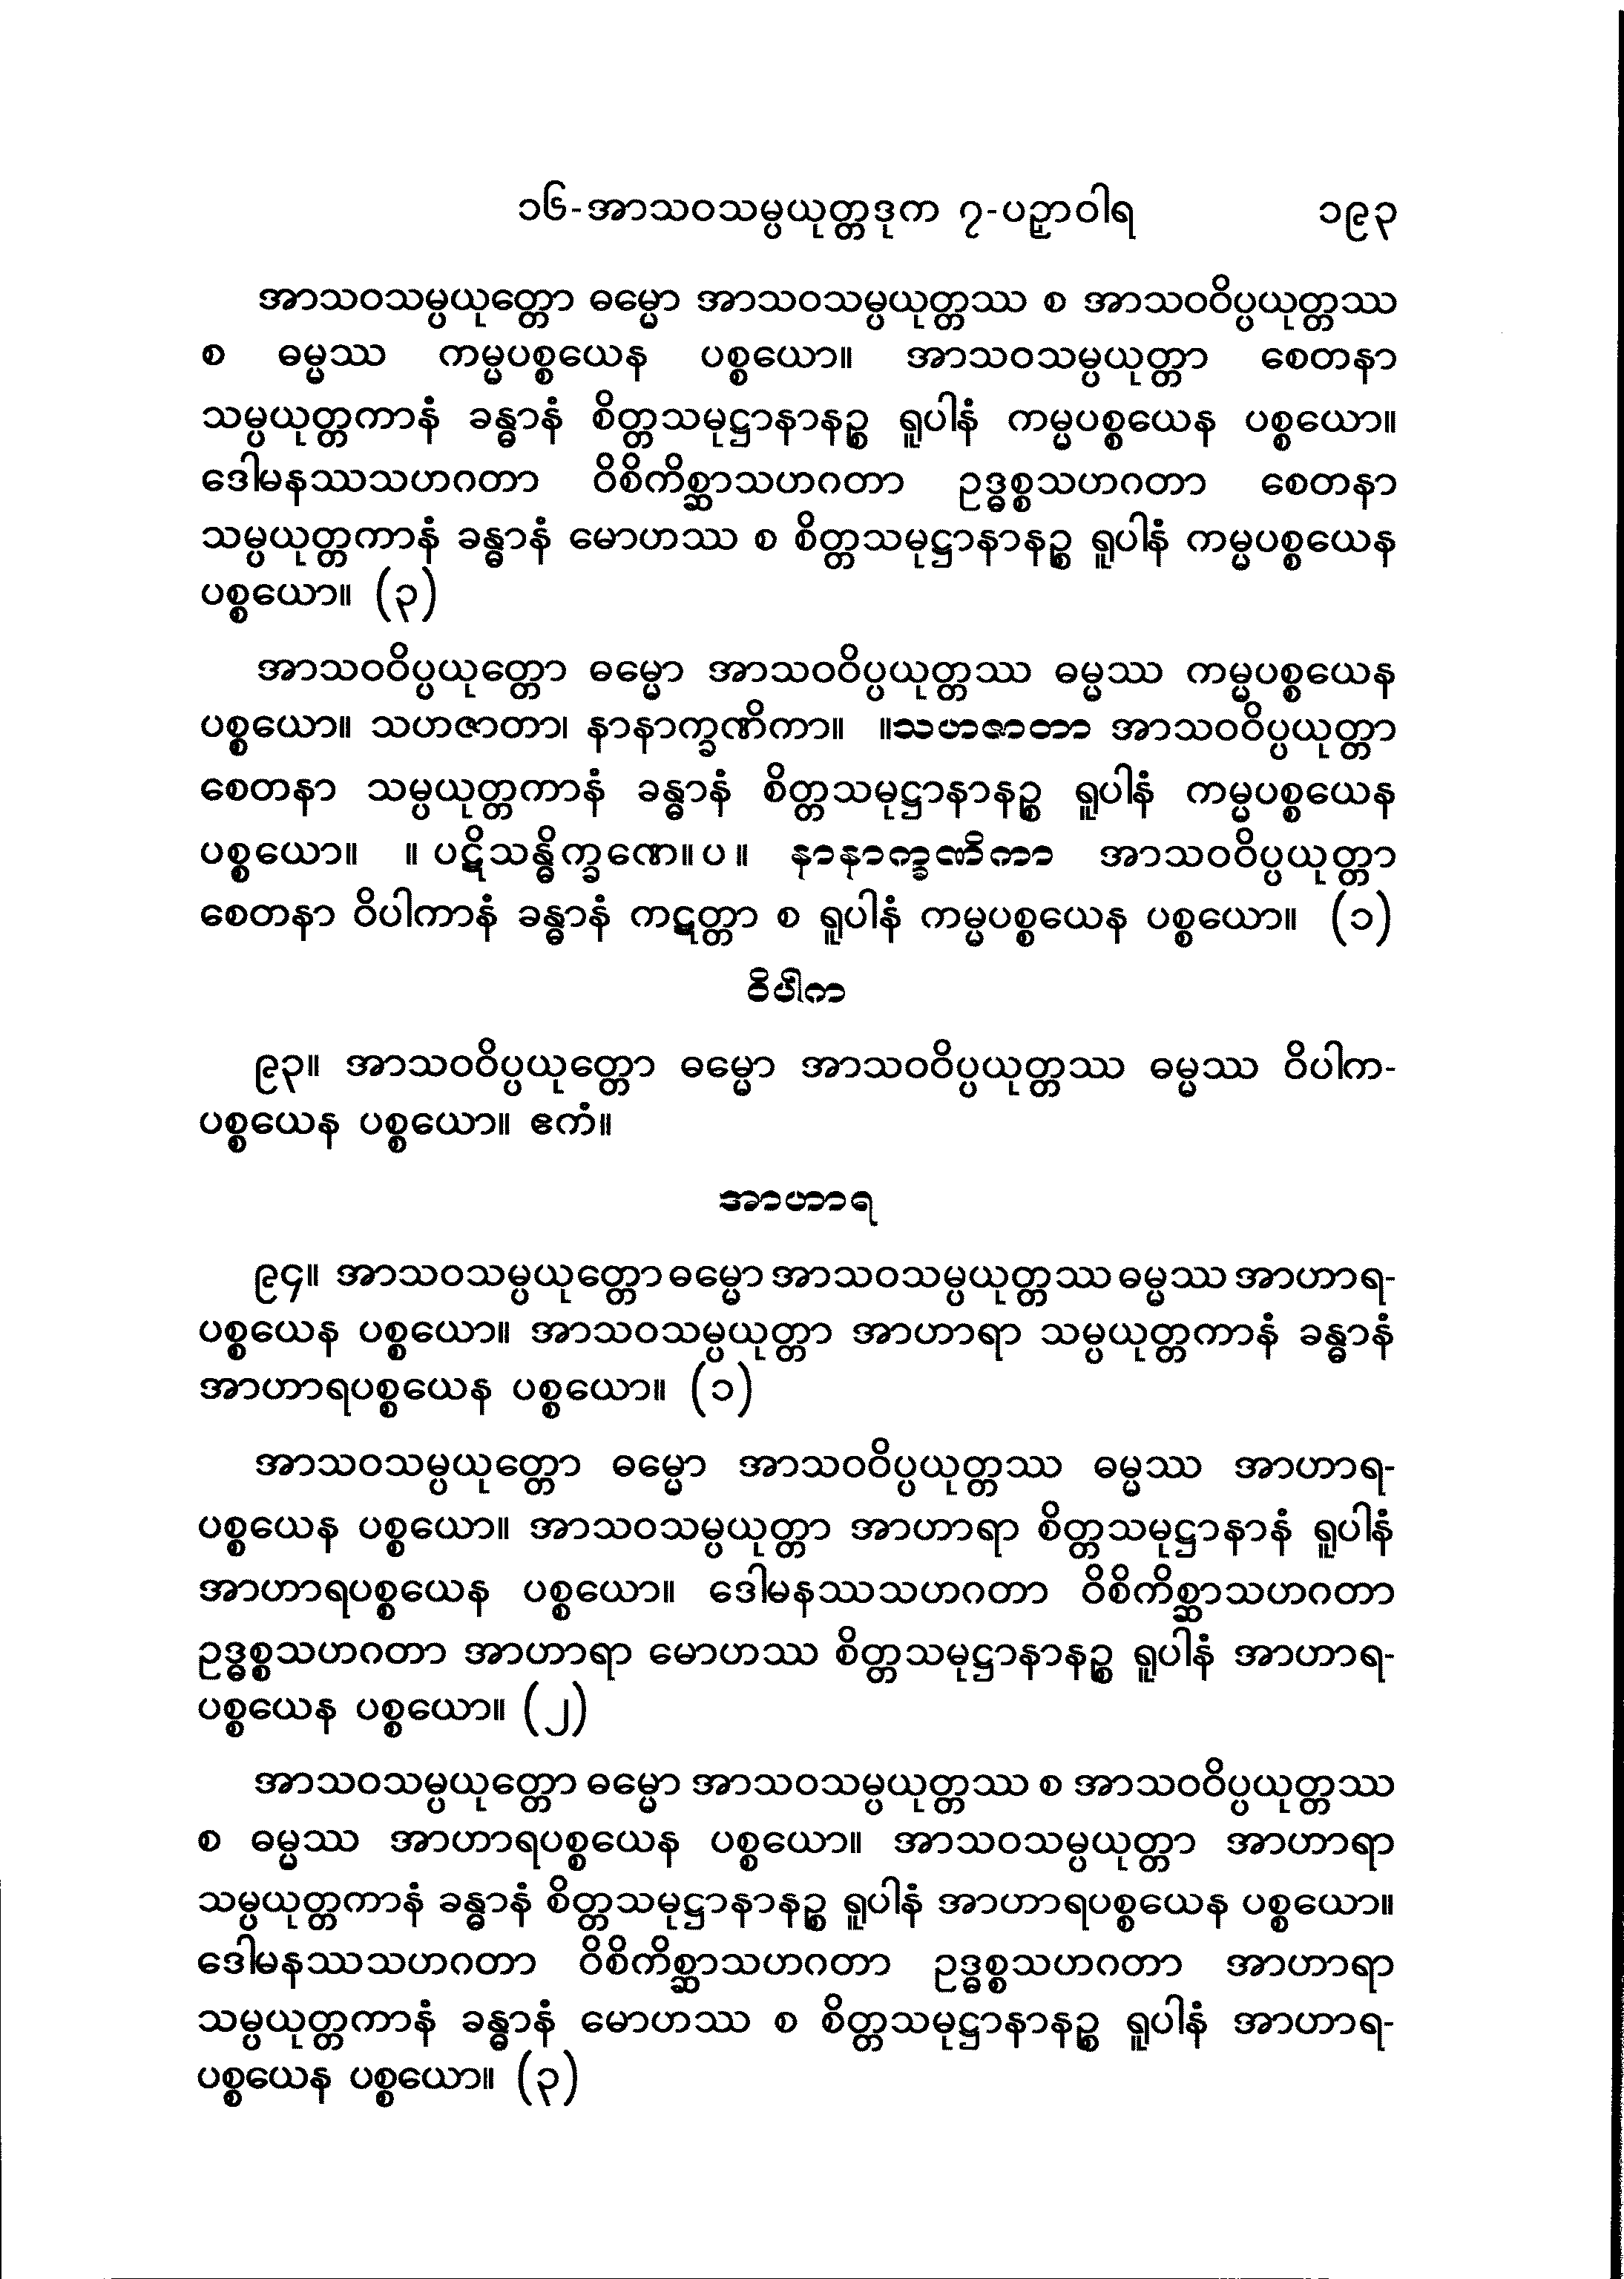 ၁၆-အာသဝသမ္ပယုတ္တဒုက ၇-ပဉှာဝါရ ၁၉၃
အာသဝသမ္ပယုတ္တော ဓမ္မော အာသဝသမ္ပယုတ္တဿ စ အာသဝဝိပ္ပယုတ္တဿ
စ ဓမ္မဿ ကမ္မပစ္စယေန ပစ္စယော။ အာသဝသမ္ပယုတ္တာ စေတနာ
သမ္ပယုတ္တကာနံ ခန္ဓာနံ စိတ္တသမုဋ္ဌာနာနဉ္စ ရူပါနံ ကမ္မပစ္စယေန ပစ္စယော။
ဒေါမနဿသဟဂတာ ဝိစိကိစ္ဆာသဟဂတာ ဥဒ္ဓစ္စသဟဂတာ စေတနာ
သမ္ပယုတ္တကာနံ ခန္ဓာနံ မောဟဿ စ စိတ္တသမုဋ္ဌာနာနဉ္စ ရူပါနံ ကမ္မပစ္စယေန
ပစ္စယော။ (၃)
အာသဝဝိပ္ပယုတ္တော ဓမ္မော အာသဝဝိပ္ပယုတ္တဿ ဓမ္မဿ ကမ္မပစ္စယေန
ပစ္စယော။ သဟဇာတာ၊ နာနာက္ခဏိကာ။ ။သဟဇာတာ အာသဝဝိပ္ပယုတ္တာ
စေတနာ သမ္ပယုတ္တကာနံ ခန္ဓာနံ စိတ္တသမုဋ္ဌာနာနဉ္စ ရူပါနံ ကမ္မပစ္စယေန
ပစ္စယော။ ။ ပဋိသန္ဓိက္ခဏေ။ပ။ နာနာက္ခဏိကာ အာသဝဝိပ္ပယုတ္တာ
စေတနာ ဝိပါကာနံ ခန္ဓာနံ ကဋတ္တာ စ ရူပါနံ ကမ္မပစ္စယေန ပစ္စယော။ (၁)
ဝိပါက
၉၃။ အာသဝဝိပ္ပယုတ္တော ဓမ္မော အာသဝဝိပ္ပယုတ္တဿ ဓမ္မဿ ဝိပါက-
ပစ္စယေန ပစ္စယော။ ဧကံ။
အာဟာရ
၉၄။ အာသဝသမ္ပယုတ္တော ဓမ္မော အာသဝသမ္ပယုတ္တဿ ဓမ္မဿ အာဟာရ-
ပစ္စယေန ပစ္စယော။ အာသဝသမ္ပယုတ္တာ အာဟာရာ သမ္ပယုတ္တကာနံ ခန္ဓာနံ
အာဟာရပစ္စယေန ပစ္စယော။ (၁)
အာသဝသမ္ပယုတ္တော ဓမ္မော အာသဝဝိပ္ပယုတ္တဿ ဓမ္မဿ အာဟာရ-
ပစ္စယေန ပစ္စယော။ အာသဝသမ္ပယုတ္တာ အာဟာရာ စိတ္တသမုဋ္ဌာနာနံ ရူပါနံ
အာဟာရပစ္စယေန ပစ္စယော။ ဒေါမနဿသဟဂတာ ဝိစိကိစ္ဆာသဟဂတာ
ဥဒ္ဓစ္စသဟဂတာ အာဟာရာ မောဟဿ စိတ္တသမုဋ္ဌာနာနဉ္စ ရူပါနံ အာဟာရ-
ပစ္စယေန ပစ္စယော။ (၂)
အာသဝသမ္ပယုတ္တော ဓမ္မော အာသဝသမ္ပယုတ္တဿ စ အာသဝဝိပ္ပယုတ္တဿ
စ ဓမ္မဿ အာဟာရပစ္စယေန ပစ္စယော။ အာသဝသမ္ပယုတ္တာ အာဟာရာ
သမ္ပယုတ္တကာနံ ခန္ဓာနံ စိတ္တသမုဋ္ဌာနာနဉ္စ ရူပါနံ အာဟာရပစ္စယေန ပစ္စယော။
ဒေါမနဿသဟဂတာ ဝိစိကိစ္ဆာသဟဂတာ ဥဒ္ဓစ္စသဟဂတာ အာဟာရာ
သမ္ပယုတ္တကာနံ ခန္ဓာနံ မောဟဿ စ စိတ္တသမုဋ္ဌာနာနဉ္စ ရူပါနံ အာဟာရ-
ပစ္စယေန ပစ္စယော။ (၃)